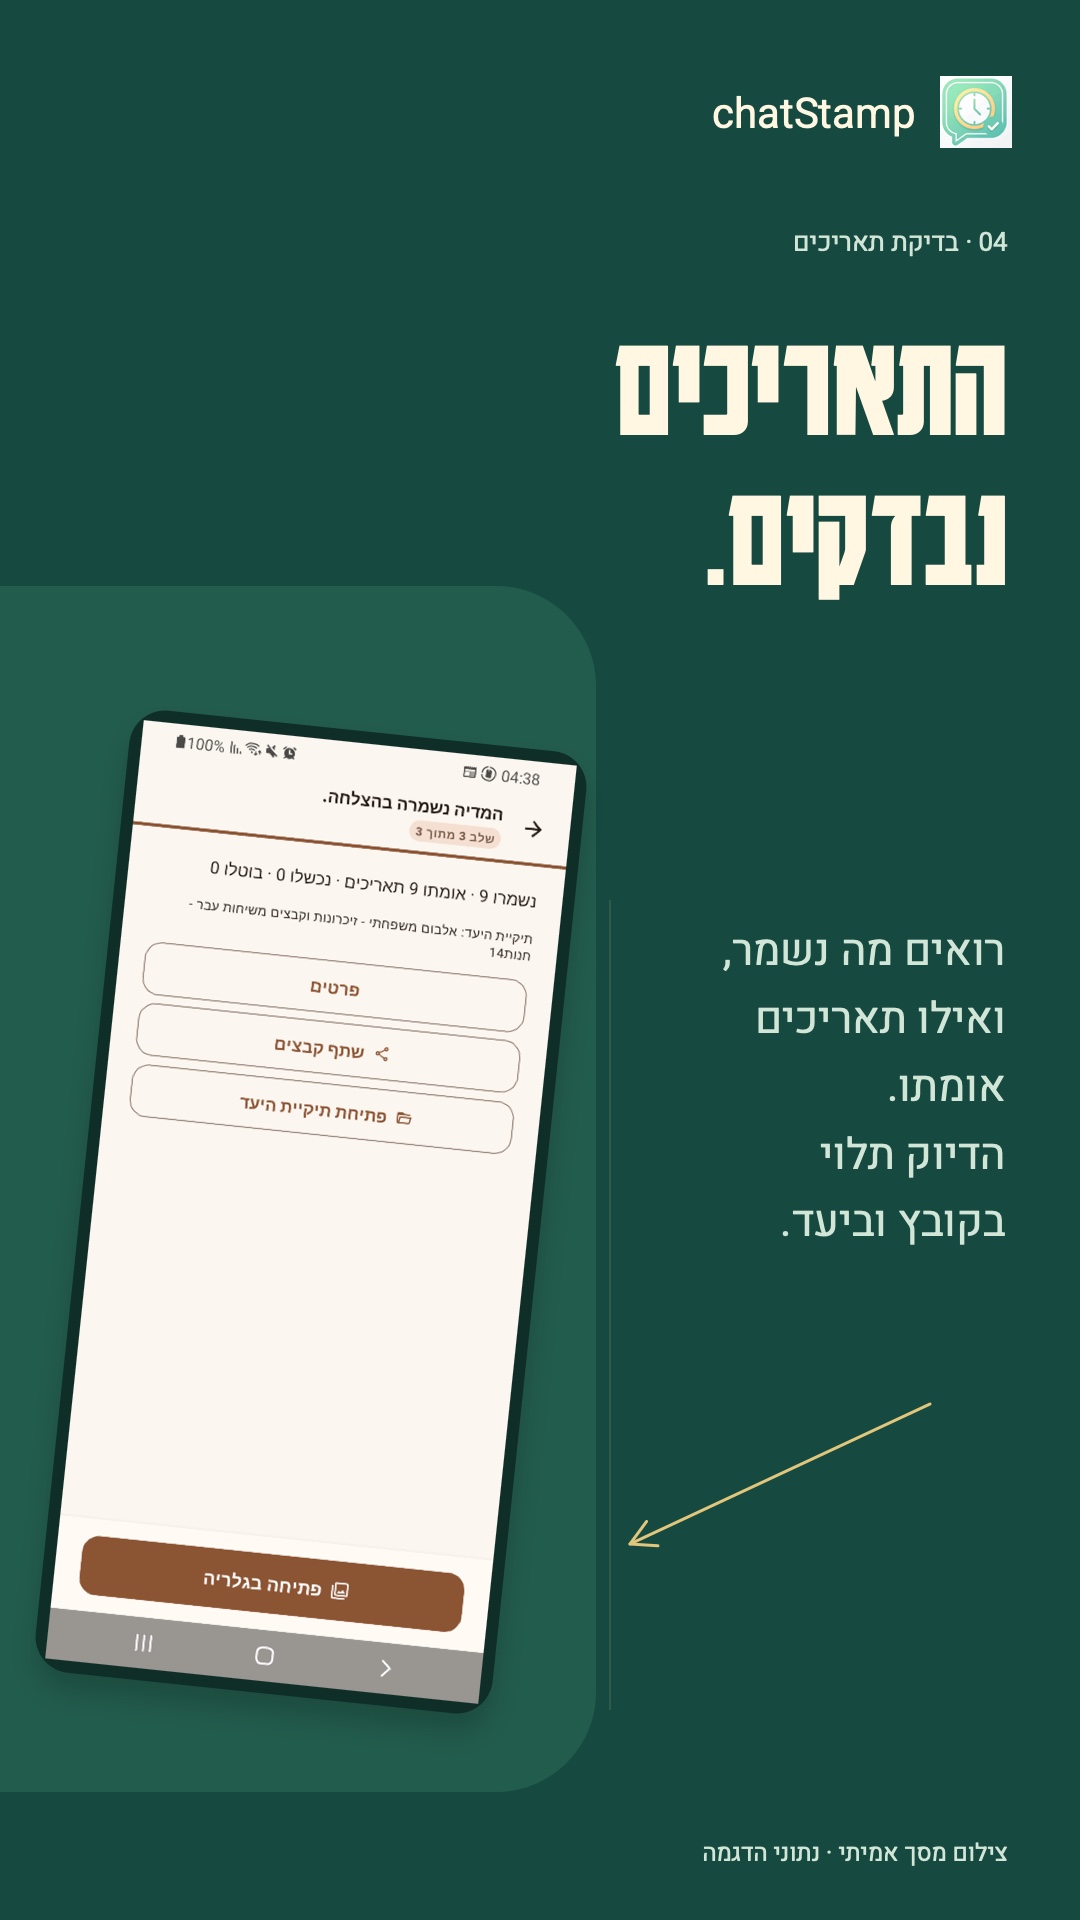 chatStamp
04 · בדיקת תאריכים
התאריכים
נבדקים.
04:38
100%
המדיה נשמרה בהצלחה.
שלב 3 מתוך 3
נשמרו 9 · אומתו 9 תאריכים · נכשלו 0 · בוטלו 0
תיקיית היעד: אלבום משפחתי - זיכרונות וקבצים משיחות עבר -
חנות14
פרטים
שתף קבצים
פתיחת תיקיית היעד
פתיחה בגלריה
רואים מה נשמר,
ואילו תאריכים
אומתו.
הדיוק תלוי
בקובץ וביעד.
צילום מסך אמיתי · נתוני הדגמה